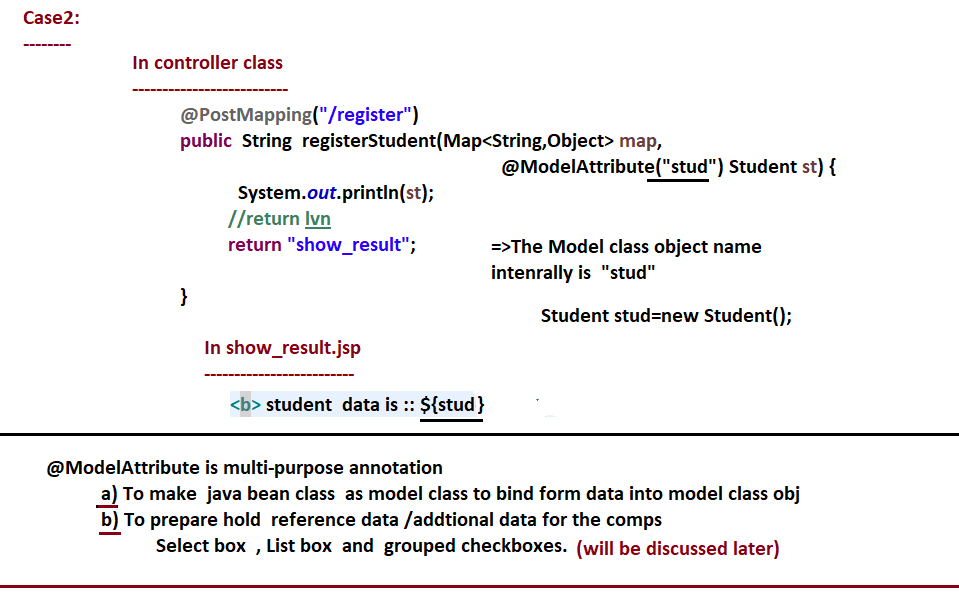 Case2:
--------
In controller class
--------------------------
@PostMapping("/register")
public String registerStudent(Map<String,Object> map,
@ModelAttribute("stud") Student st) {
System.out.println(st);
//return lvn
return "show_result";
=>The Model class object name
intenrally is "stud"
}
Student stud=new Student();
In show_result.jsp
-------------------------
<b> student data is :: ${stud}
@ModelAttribute is multi-purpose annotation
a) To make java bean class as model class to bind form data into model class obj
b) To prepare hold reference data /addtional data for the comps
Select box , List box and grouped checkboxes. (will be discussed later)